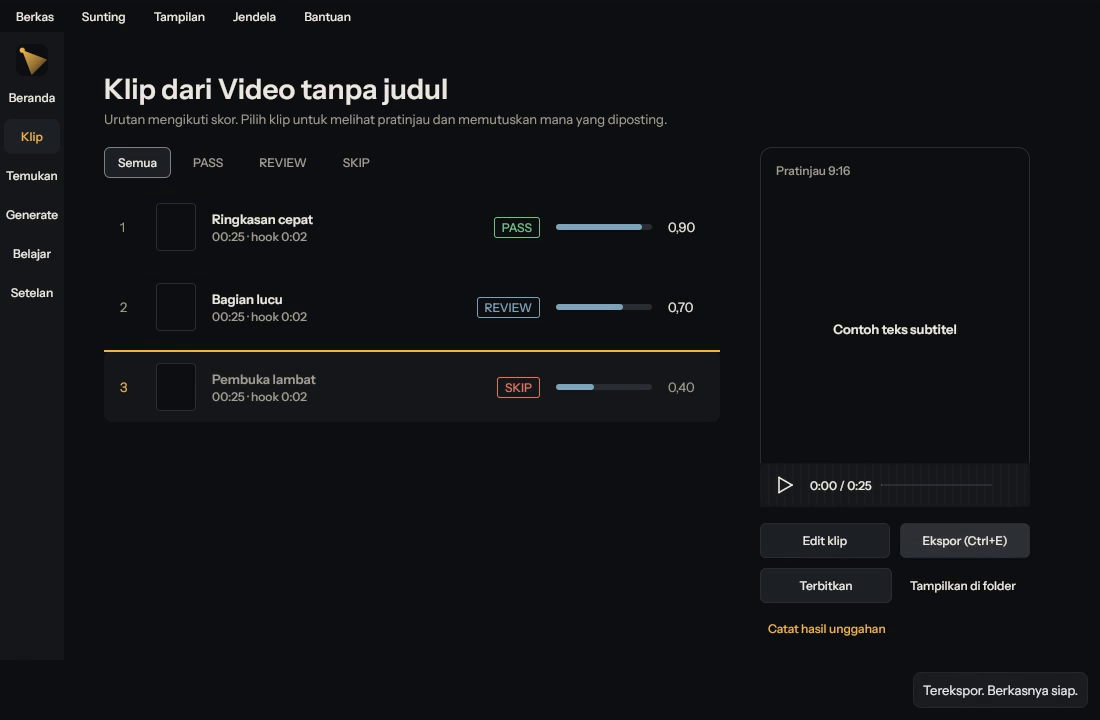 Berkas Sunting Tampilan Jendela Bantuan
Beranda
Klip
Temukan
Generate
Belajar
Setelan
Klip dari Video tanpa judul
Urutan mengikuti skor. Pilih klip untuk melihat pratinjau dan memutuskan mana yang diposting.
Semua PASS REVIEW SKIP
1 Ringkasan cepat PASS 0,90
00:25 · hook 0:02
2 Bagian lucu REVIEW 0,70
00:25 · hook 0:02
3 Pembuka lambat SKIP 0,40
00:25 · hook 0:02
Pratinjau 9:16
Contoh teks subtitel
0:00 / 0:25
Edit klip Ekspor (Ctrl+E)
Terbitkan Tampilkan di folder
Catat hasil unggahan
Terekspor. Berkasnya siap.